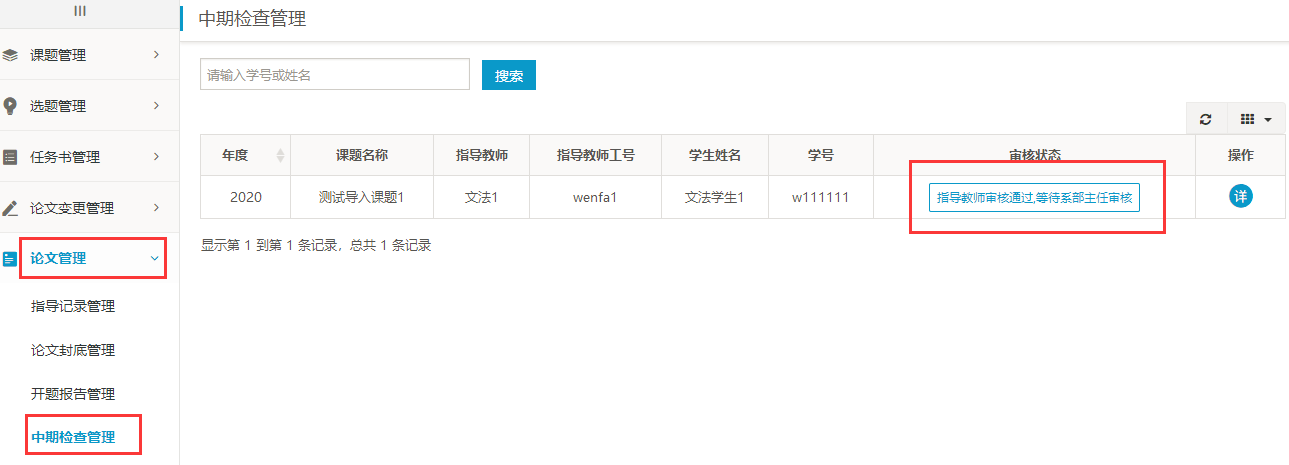 中期检查管理
课题管理
选题管理
任务书管理
论文变更管理
论文管理
指导记录管理
论文封底管理
开题报告管理
中期检查管理
请输入学号或姓名 搜索
年度 课题名称 指导教师 指导教师工号 学生姓名 学号 审核状态 操作
2020 测试导入课题1 文法1 wenfa1 文法学生1 w111111 指导教师审核通过,等待系部主任审核 详
显示第 1 到第 1 条记录，总共 1 条记录